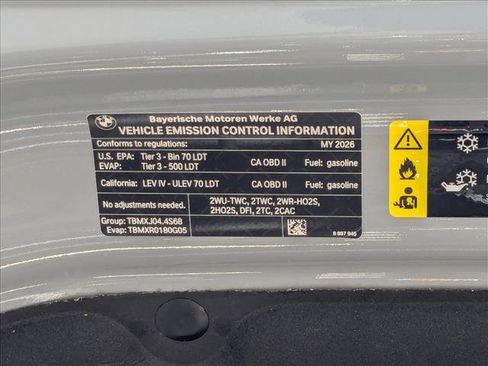 Bayerische Motoren Werke AG
VEHICLE EMISSION CONTROL INFORMATION
Conforms to regulations: MY 2026
U.S. EPA: Tier 3 - Bin 70 LDT CA OBD II Fuel: gasoline
EVAP: Tier 3 - 500 LDT
California: LEV IV - ULEV 70 LDT CA OBD II Fuel: gasoline
No adjustments needed. 2WU-TWC, 2TWC, 2WR-HO2S,
2HO2S, DFI, 2TC, 2CAC
Group: TBMXJ04.4S68
Evap: TBMXR0180G05
8 987 945